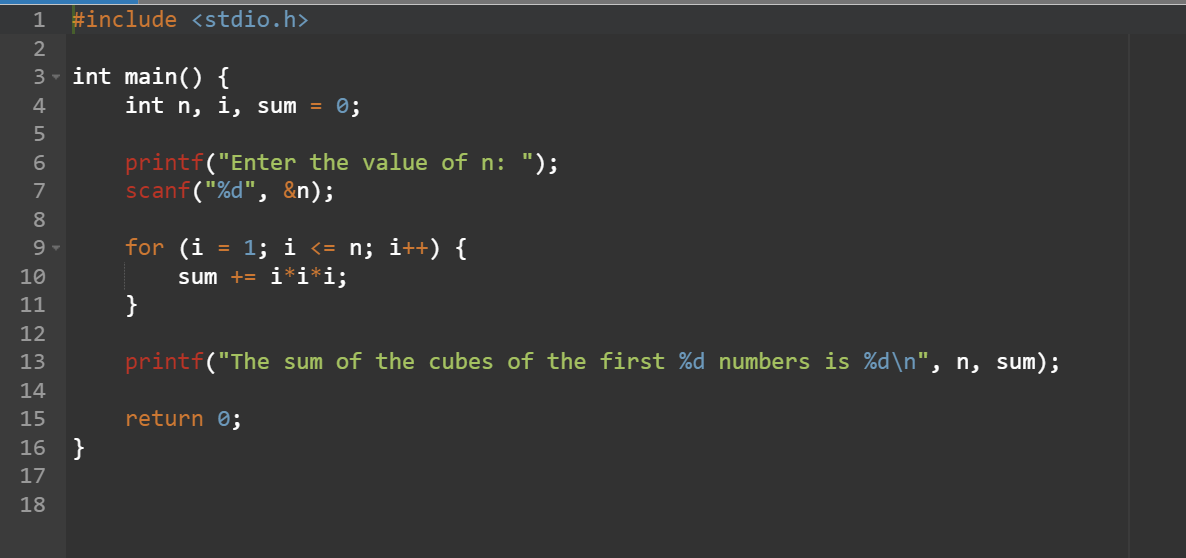 1 #include <stdio.h>
2
3 int main() {
4     int n, i, sum = 0;
5
6     printf("Enter the value of n: ");
7     scanf("%d", &n);
8
9     for (i = 1; i <= n; i++) {
10         sum += i*i*i;
11     }
12
13     printf("The sum of the cubes of the first %d numbers is %d\n", n, sum);
14
15     return 0;
16 }
17
18